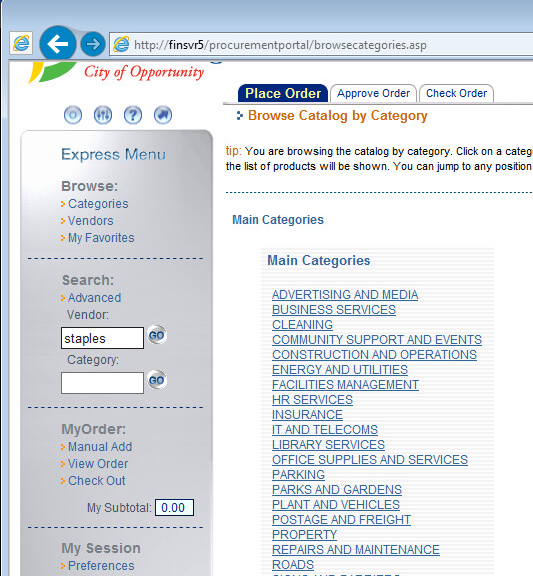 http://finsvr5/procurementportal/browsecategories.asp
City of Opportunity
Place Order
Approve Order
Check Order
Browse Catalog by Category
tip: You are browsing the catalog by category. Click on a categ
the list of products will be shown. You can jump to any position
Express Menu
Browse:
Categories
Vendors
My Favorites
Search:
Advanced
Vendor:
staples
GO
Category:
GO
MyOrder:
Manual Add
View Order
Check Out
My Subtotal: 0.00
My Session
Preferences
Main Categories
Main Categories
ADVERTISING AND MEDIA
BUSINESS SERVICES
CLEANING
COMMUNITY SUPPORT AND EVENTS
CONSTRUCTION AND OPERATIONS
ENERGY AND UTILITIES
FACILITIES MANAGEMENT
HR SERVICES
INSURANCE
IT AND TELECOMS
LIBRARY SERVICES
OFFICE SUPPLIES AND SERVICES
PARKING
PARKS AND GARDENS
PLANT AND VEHICLES
POSTAGE AND FREIGHT
PROPERTY
REPAIRS AND MAINTENANCE
ROADS